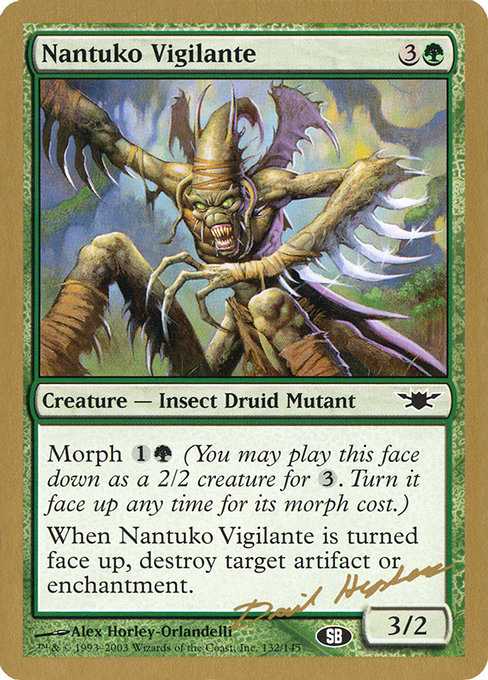 Nantuko Vigilante 3
Creature — Insect Druid Mutant
Morph 1 (You may play this face
down as a 2/2 creature for 3. Turn it
face up any time for its morph cost.)
When Nantuko Vigilante is turned
face up, destroy target artifact or
enchantment.
Alex Horley-Orlandelli
SB
3/2
™ & © 1993–2003 Wizards of the Coast, Inc. 132/145